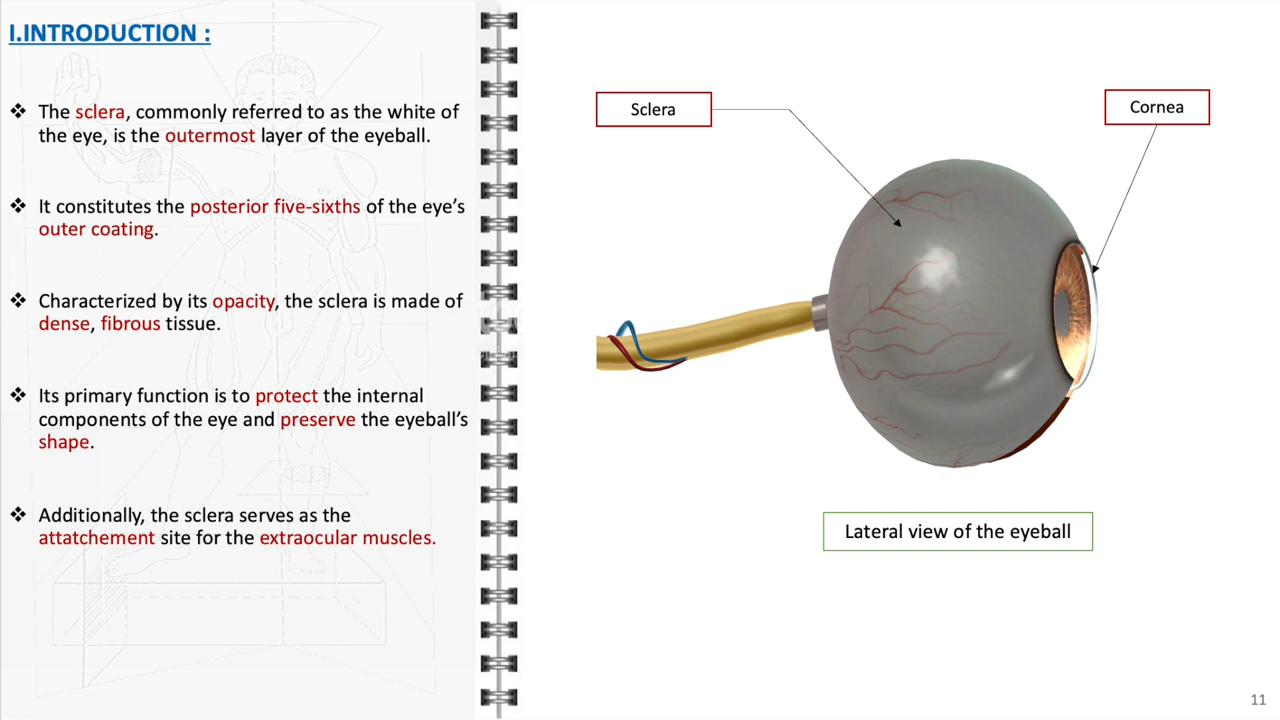 I.INTRODUCTION :
❖ The sclera, commonly referred to as the white of
the eye, is the outermost layer of the eyeball.
❖ It constitutes the posterior five-sixths of the eye’s
outer coating.
❖ Characterized by its opacity, the sclera is made of
dense, fibrous tissue.
❖ Its primary function is to protect the internal
components of the eye and preserve the eyeball’s
shape.
❖ Additionally, the sclera serves as the
attatchement site for the extraocular muscles.
Sclera
Cornea
Lateral view of the eyeball
11